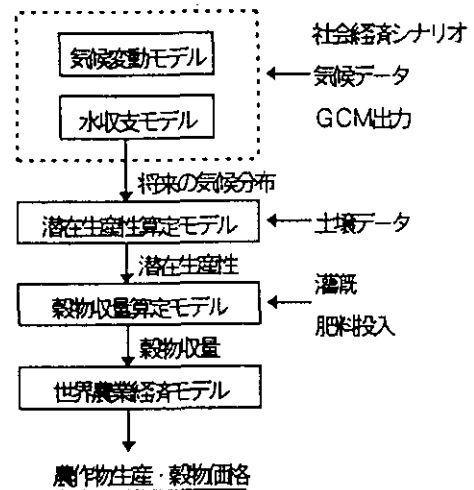 社会経済シナリオ
気候変動モデル
気候データ
GCM出力
水収支モデル
将来の気候分布
潜在生産性算定モデル
土壌データ
潜在生産性
灌漑
穀物収量算定モデル
肥料投入
穀物収量
世界農業経済モデル
農作物生産・穀物価格